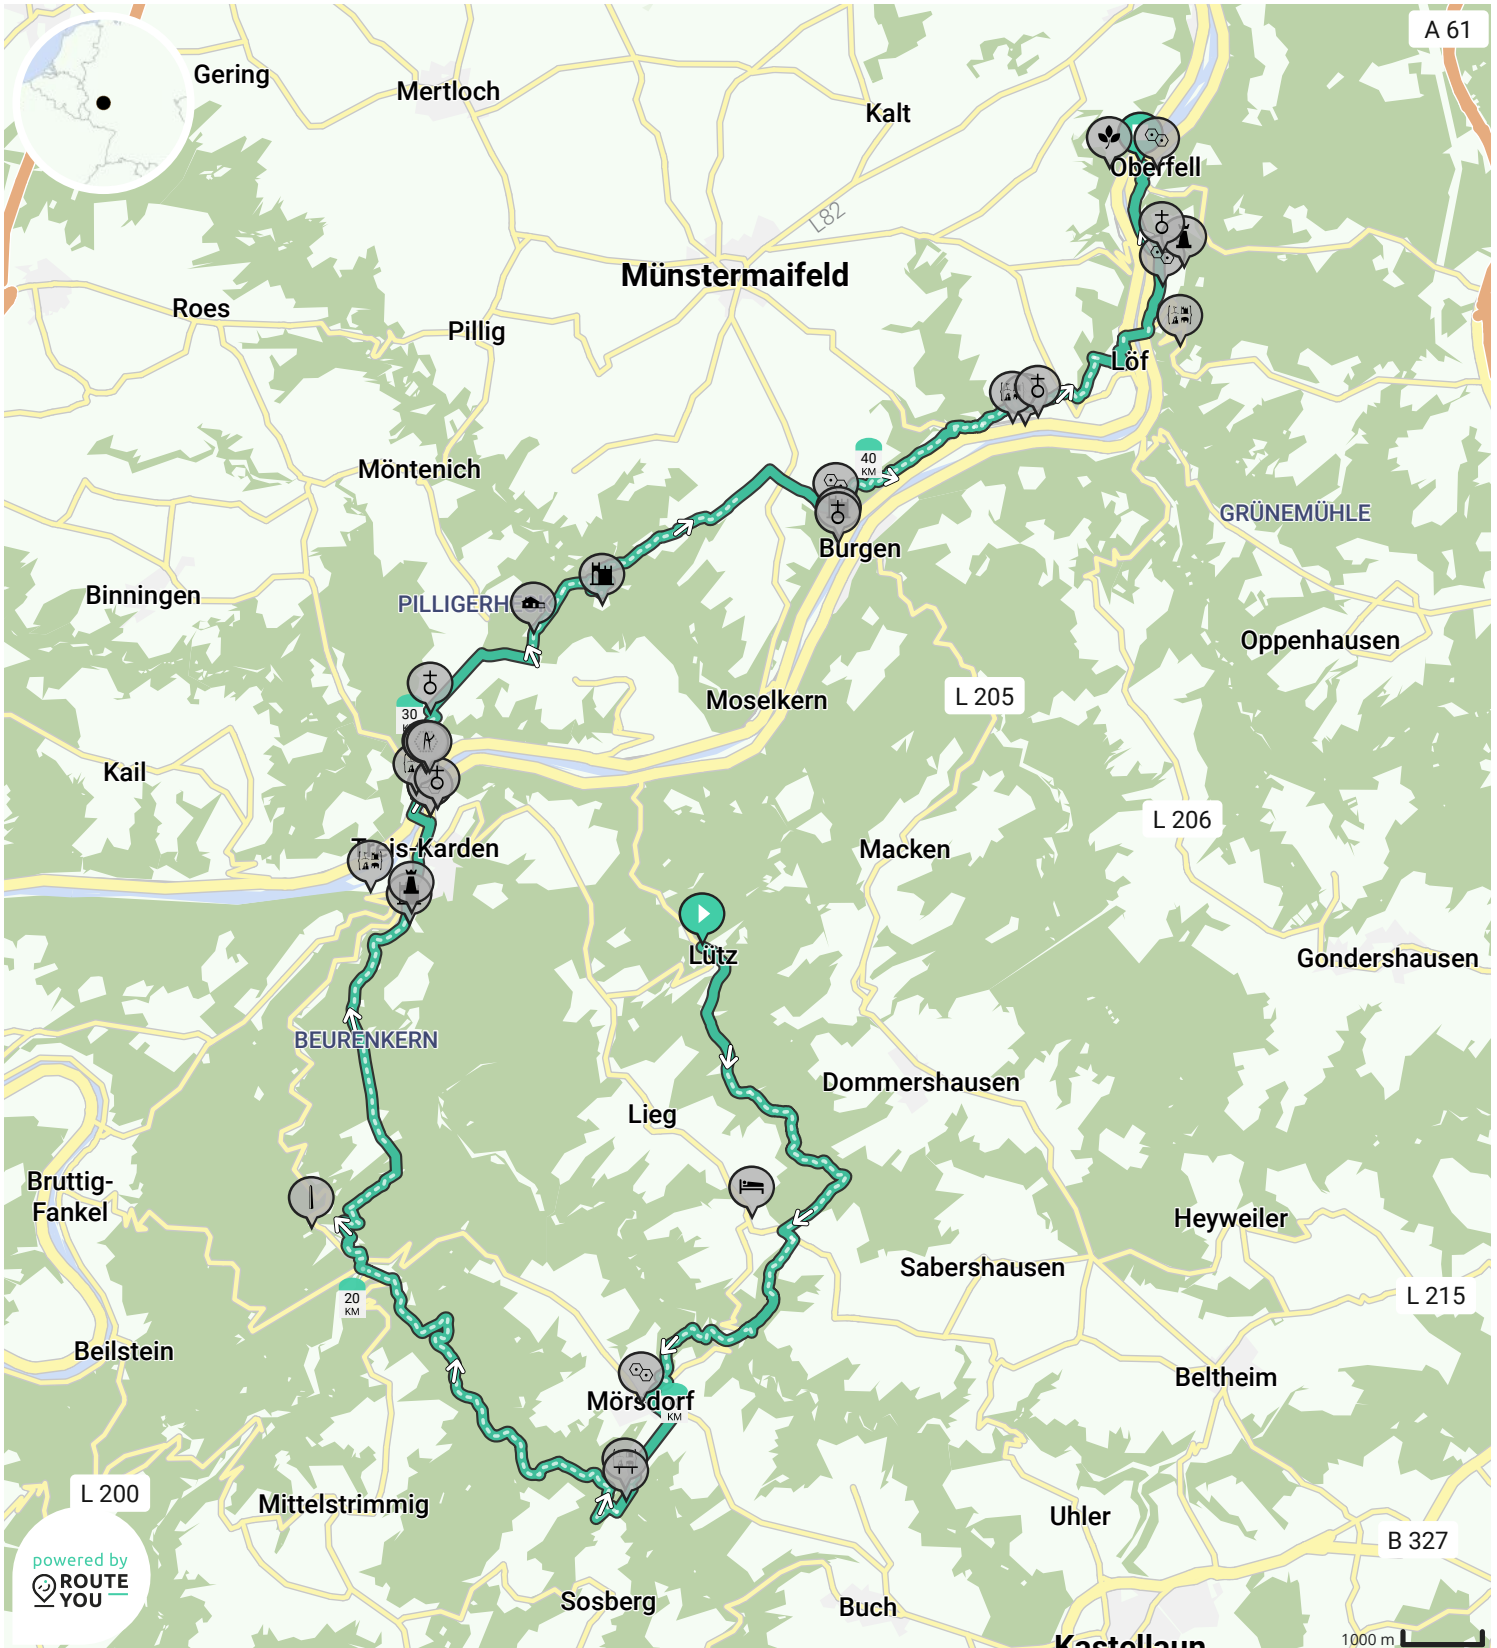 A 61
Gering
Mertloch
Kalt
Oberfell
L82
Münstermaifeld
Roes
Pillig
Löf
40
KM
Möntenich
GRÜNEMÜHLE
Burgen
Binningen
Oppenhausen
L 205
Moselkern
30
Kail
L 206
Treis-Karden
Macken
Lütz
Gondershausen
BEURENKERN
Dommershausen
Lieg
Bruttig-
Fankel
Heyweiler
Sabershausen
20
KM
L 215
Beilstein
Beltheim
Mörsdorf
KM
L 200
Mittelstrimmig
Uhler
B 327
powered by
ROUTE
YOU
Sosberg
Buch
Kastellaun
1000 m